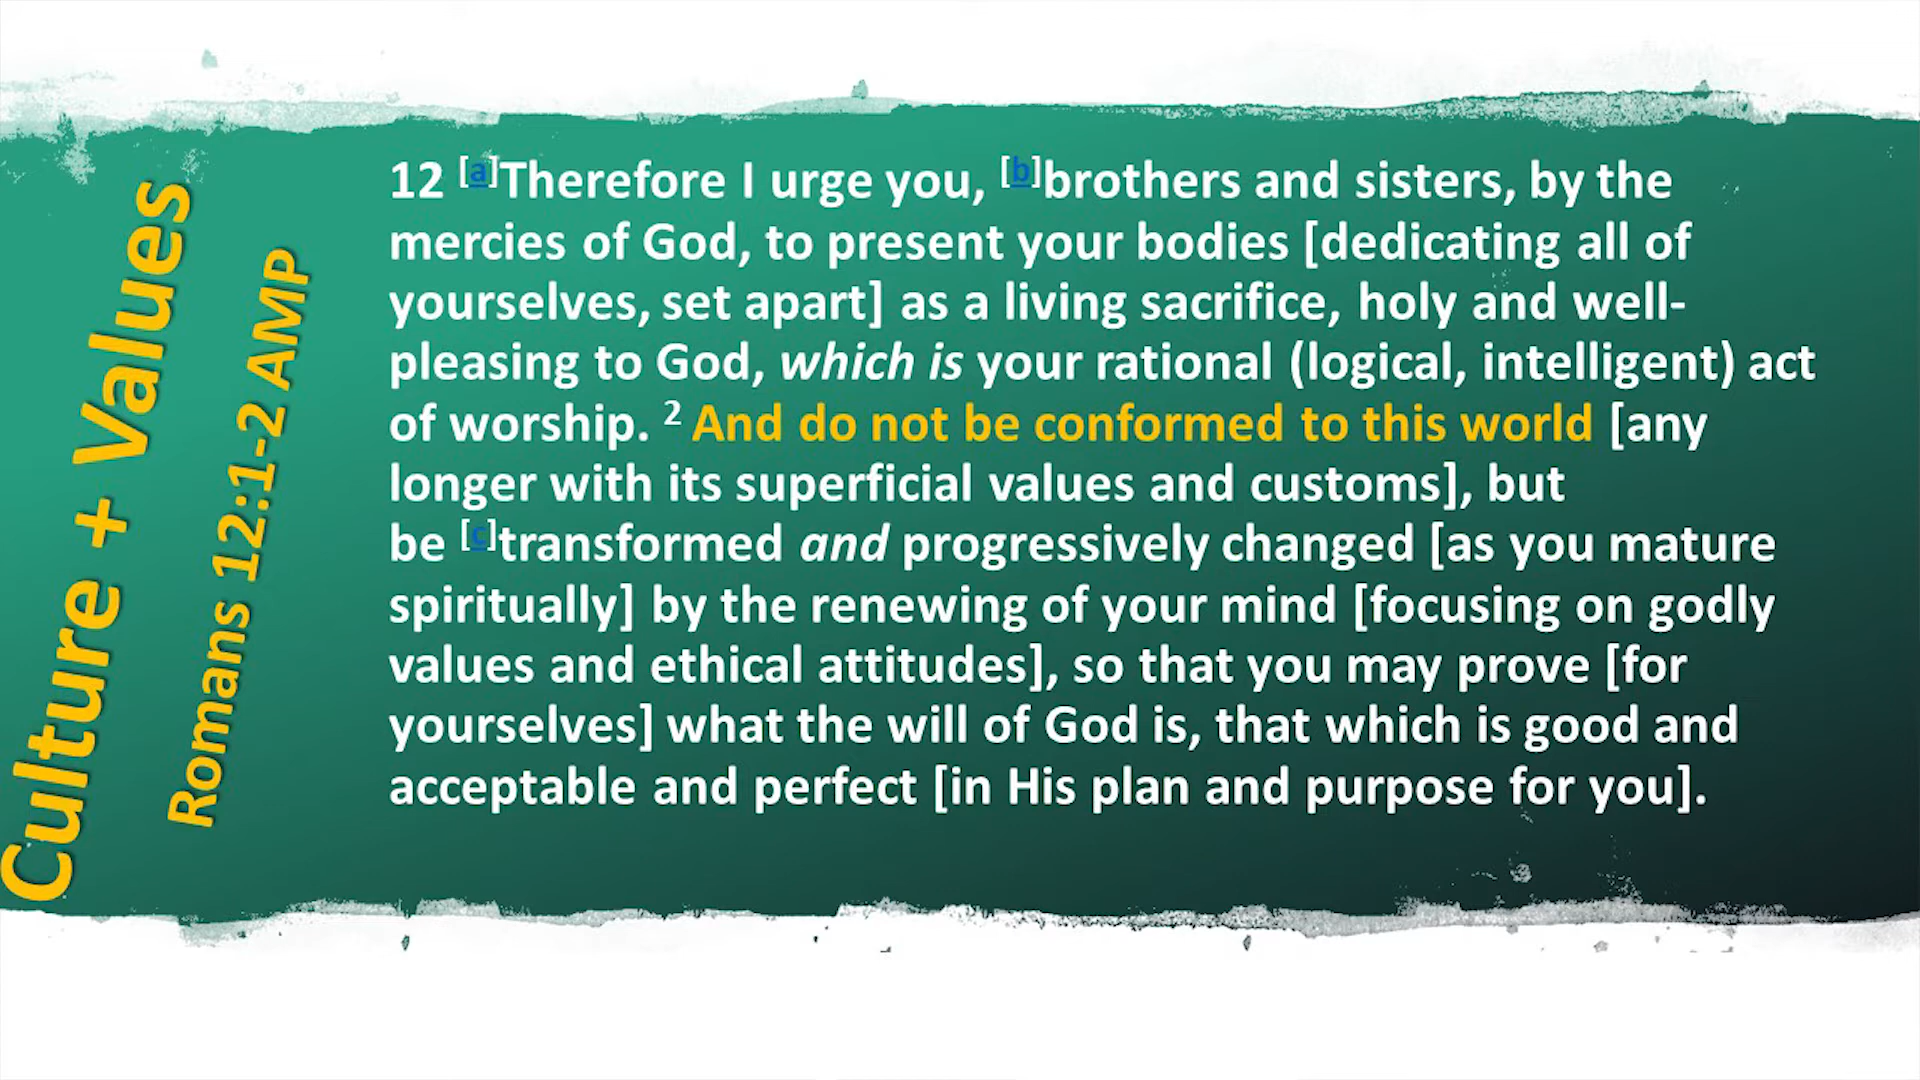 Culture + Values
Romans 12:1-2 AMP
12 [a]Therefore I urge you, [b]brothers and sisters, by the
mercies of God, to present your bodies [dedicating all of
yourselves, set apart] as a living sacrifice, holy and well-
pleasing to God, which is your rational (logical, intelligent) act
of worship. 2 And do not be conformed to this world [any
longer with its superficial values and customs], but
be [c]transformed and progressively changed [as you mature
spiritually] by the renewing of your mind [focusing on godly
values and ethical attitudes], so that you may prove [for
yourselves] what the will of God is, that which is good and
acceptable and perfect [in His plan and purpose for you].